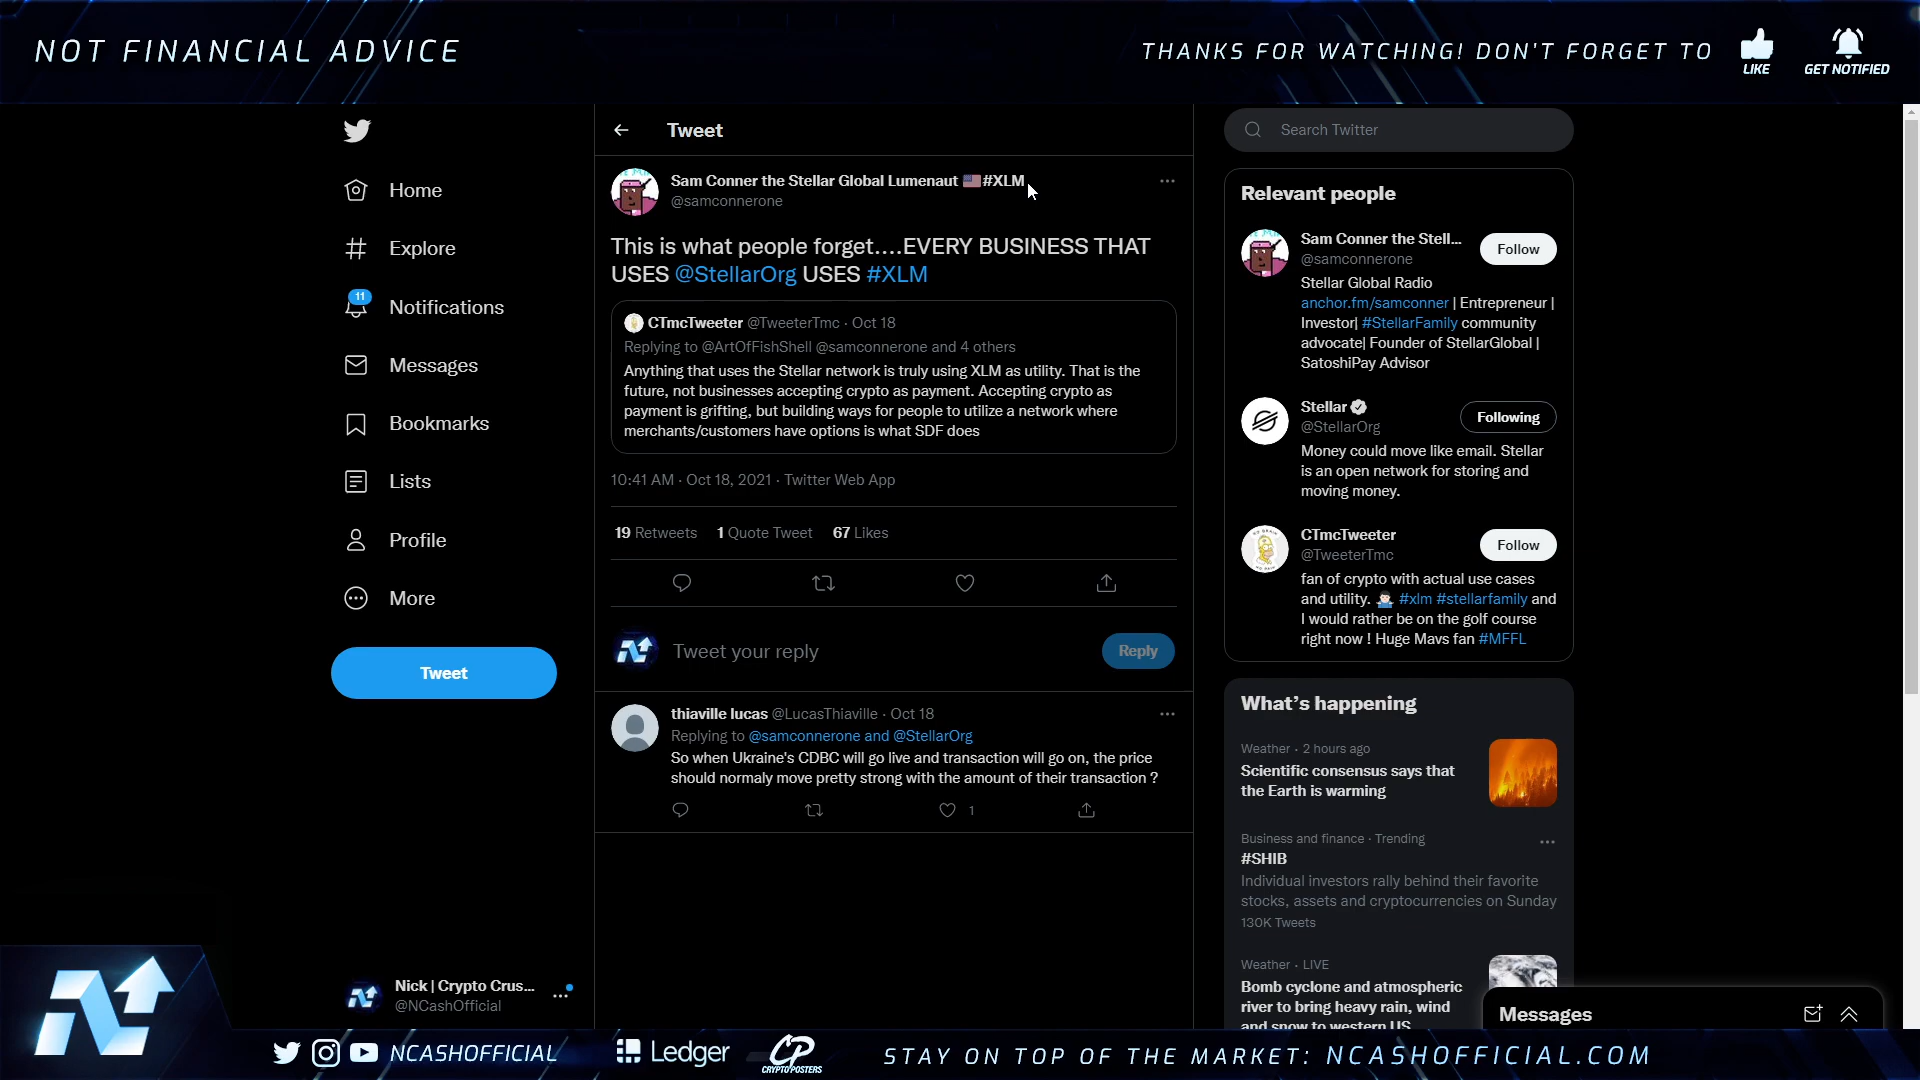 NOT FINANCIAL ADVICE
THANKS FOR WATCHING! DON'T FORGET TO
LIKE
GET NOTIFIED
Home
Explore
11
Notifications
Messages
Bookmarks
Lists
Profile
More
Tweet
Nick | Crypto Crus...
@NCashOfficial
Tweet
Sam Conner the Stellar Global Lumenaut 🇺🇸#XLM
@samconnerone
This is what people forget....EVERY BUSINESS THAT
USES @StellarOrg USES #XLM
CTmcTweeter @TweeterTmc · Oct 18
Replying to @ArtOfFishShell @samconnerone and 4 others
Anything that uses the Stellar network is truly using XLM as utility. That is the
future, not businesses accepting crypto as payment. Accepting crypto as
payment is grifting, but building ways for people to utilize a network where
merchants/customers have options is what SDF does
10:41 AM · Oct 18, 2021 · Twitter Web App
19 Retweets 1 Quote Tweet 67 Likes
Tweet your reply
Reply
thiaville lucas @LucasThiaville · Oct 18
Replying to @samconnerone and @StellarOrg
So when Ukraine's CDBC will go live and transaction will go on, the price
should normaly move pretty strong with the amount of their transaction ?
1
Search Twitter
Relevant people
Sam Conner the Stell...
@samconnerone
Follow
Stellar Global Radio
anchor.fm/samconner | Entrepreneur |
Investor| #StellarFamily community
advocate| Founder of StellarGlobal |
SatoshiPay Advisor
Stellar
@StellarOrg
Following
Money could move like email. Stellar
is an open network for storing and
moving money.
CTmcTweeter
@TweeterTmc
Follow
fan of crypto with actual use cases
and utility. 🤷🏻‍♂️ #xlm #stellarfamily and
I would rather be on the golf course
right now ! Huge Mavs fan #MFFL
What's happening
Weather · 2 hours ago
Scientific consensus says that
the Earth is warming
Business and finance · Trending
#SHIB
Individual investors rally behind their favorite
stocks, assets and cryptocurrencies on Sunday
130K Tweets
Weather · LIVE
Bomb cyclone and atmospheric
river to bring heavy rain, wind
and snow to western US
Messages
NCASHOFFICIAL
Ledger
CP
CRYPTOPOSTERS
STAY ON TOP OF THE MARKET: NCASHOFFICIAL.COM